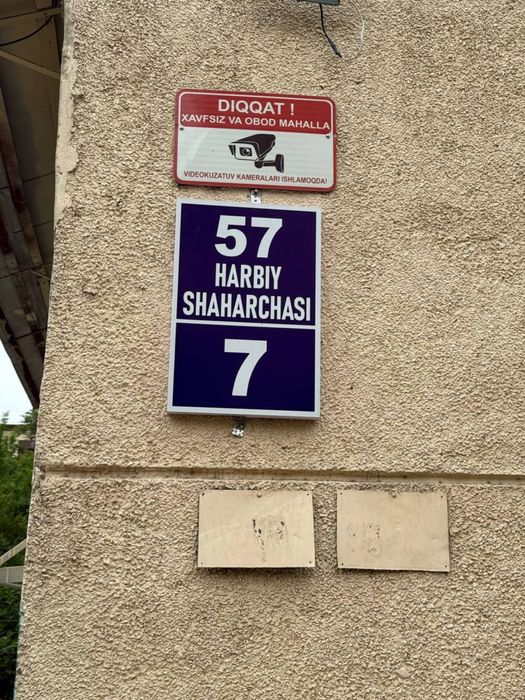 DIQQAT !
XAVFSIZ VA OBOD MAHALLA
VIDEOKUZATUV KAMERALARI ISHLAMOQDA!
57
HARBIY
SHAHARCHASI
7